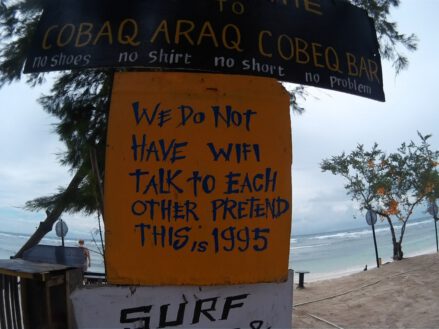 TO
COBAQ ARAQ COBEQ BAR
no Shoes no Shirt no Short no Problem
WE DO NOT
HAVE WIFI
TALK TO EACH
OTHER PRETEND
THIS IS 1995
SURF